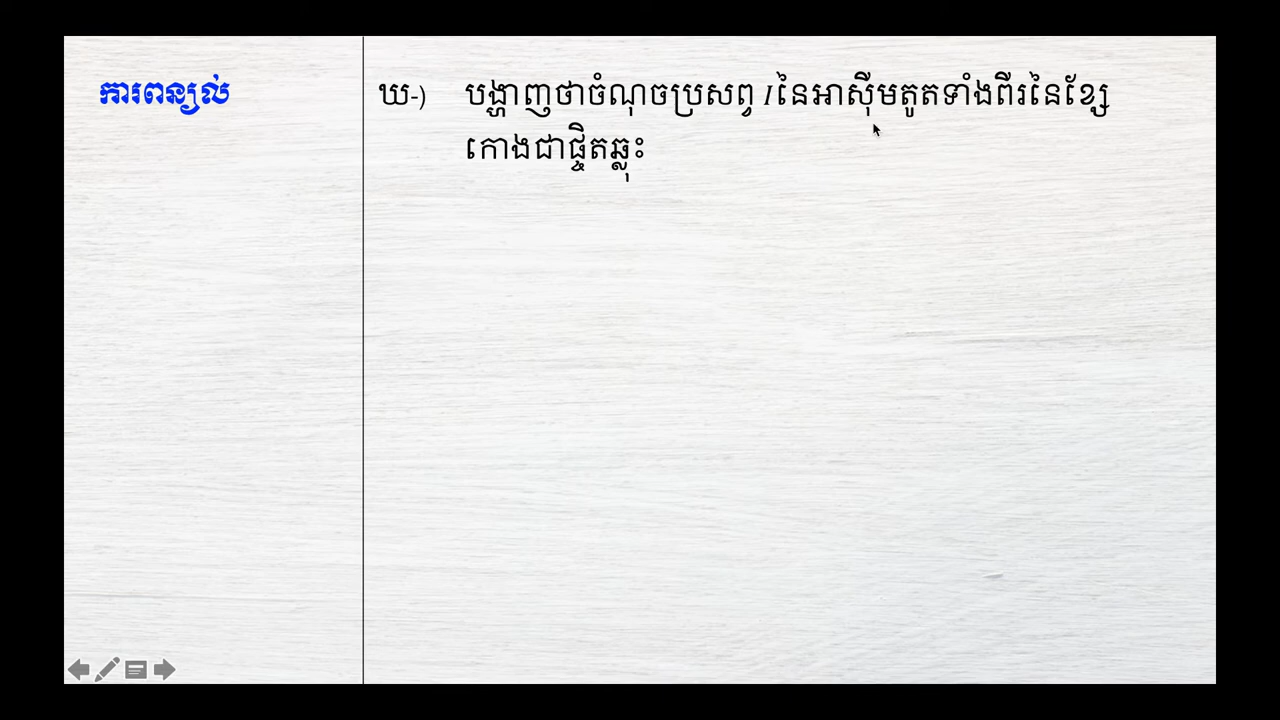 ការពន្យល់
ឃ-) បង្ហាញថាចំណុចប្រសព្វ I នៃអាស៊ីមតូតទាំងពីរនៃខ្សែ
កោងជាផ្ចិតឆ្លុះ